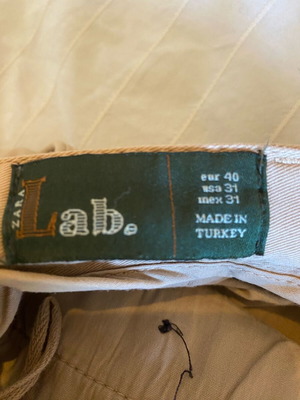 ZARA
Lab.
eur 40
usa 31
mex 31
MADE IN
TURKEY